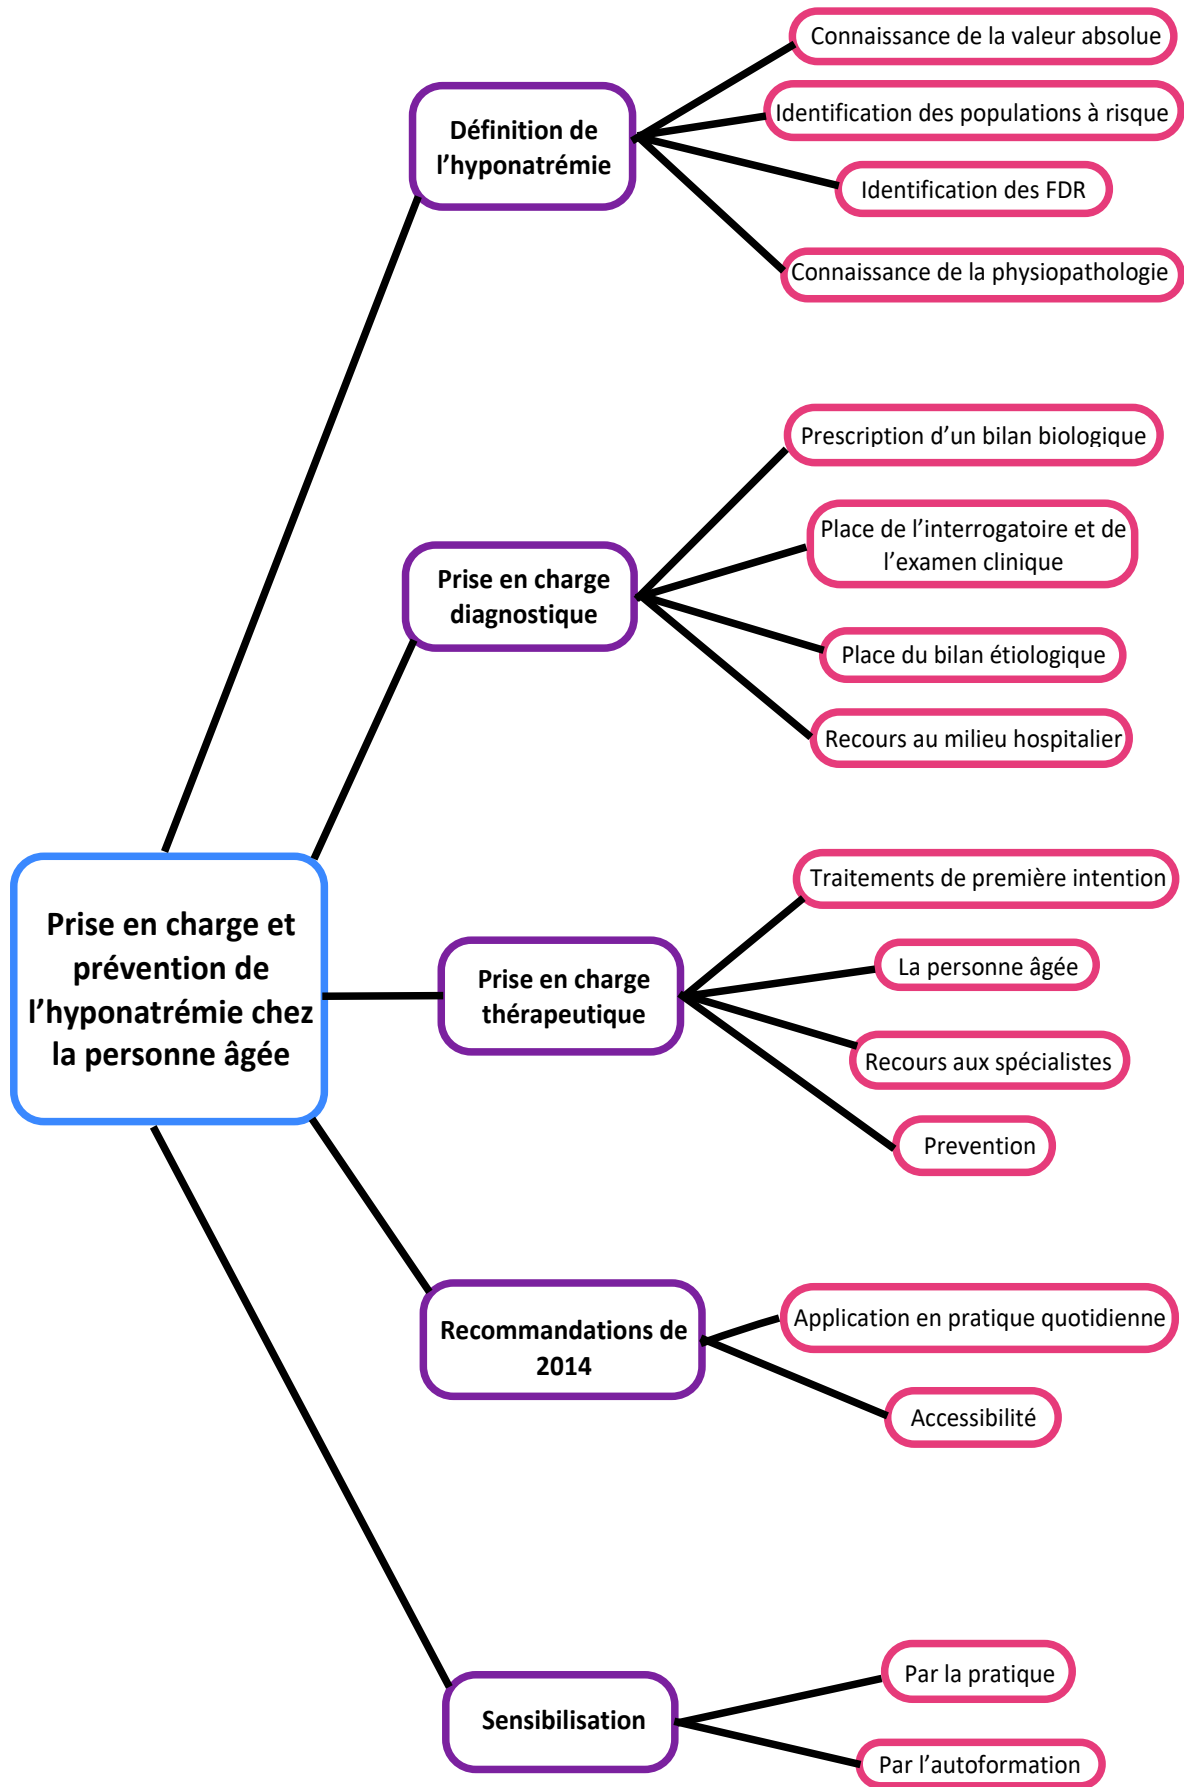 Connaissance de la valeur absolue
Identification des populations à risque
Définition de
l’hyponatrémie
Identification des FDR
Connaissance de la physiopathologie
Prescription d’un bilan biologique
Place de l’interrogatoire et de
l’examen clinique
Prise en charge
diagnostique
Place du bilan étiologique
Recours au milieu hospitalier
Traitements de première intention
La personne âgée
Prise en charge
thérapeutique
Recours aux spécialistes
Prevention
Prise en charge et
prévention de
l’hyponatrémie chez
la personne âgée
Application en pratique quotidienne
Recommandations de
2014
Accessibilité
Par la pratique
Sensibilisation
Par l’autoformation